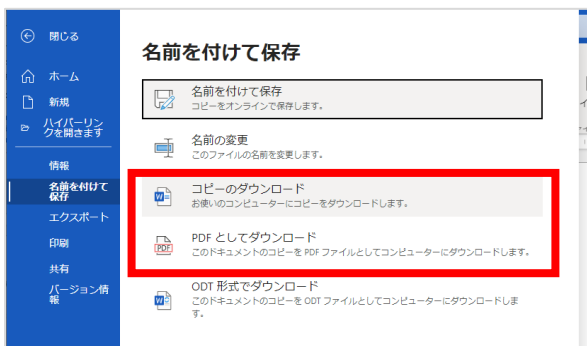 閉じる
ホーム
新規
ハイパーリン
クを開きます
情報
名前を付けて
保存
エクスポート
印刷
共有
バージョン情
報
名前を付けて保存
名前を付けて保存
コピーをオンラインで保存します。
名前の変更
このファイルの名前を変更します。
コピーのダウンロード
お使いのコンピューターにコピーをダウンロードします。
PDF としてダウンロード
このドキュメントのコピーを PDF ファイルとしてコンピューターにダウンロードします。
ODT 形式でダウンロード
このドキュメントのコピーを ODT ファイルとしてコンピューターにダウンロードしま
す。